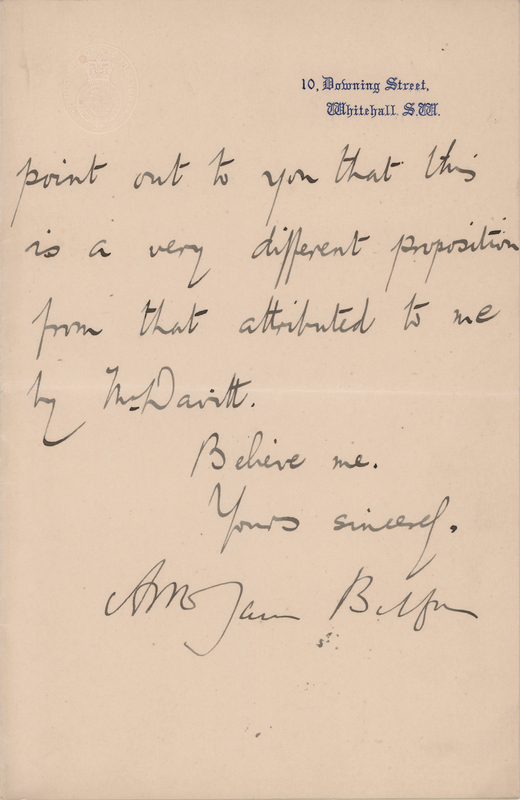 10, Downing Street,
Whitehall. S.W.
point out to you that this
is a very different proposition
from that attributed to me
by Mr. Davitt.
Believe me.
Yours sincerely.
Arthur James Balfour